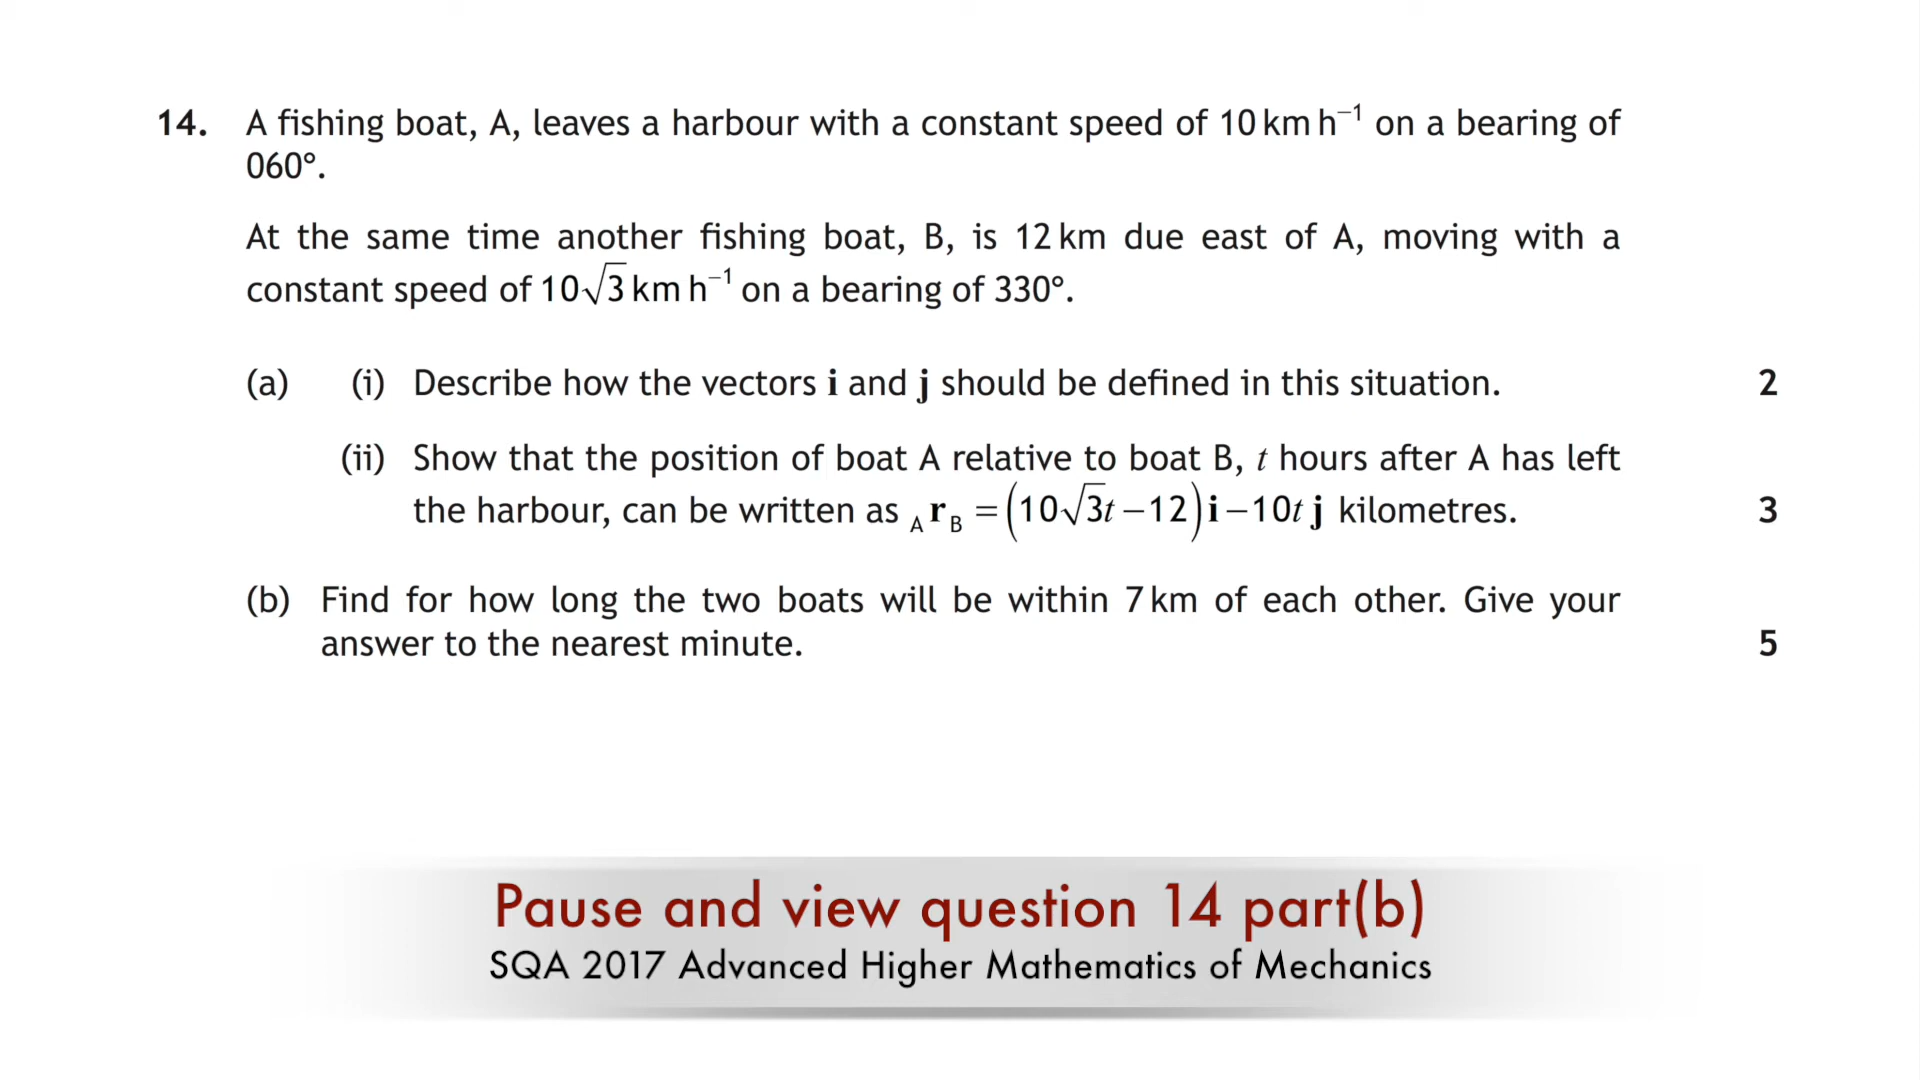 14. A fishing boat, A, leaves a harbour with a constant speed of 10 km h⁻¹ on a bearing of
060°.
At the same time another fishing boat, B, is 12 km due east of A, moving with a
constant speed of 10√3 km h⁻¹ on a bearing of 330°.
(a) (i) Describe how the vectors i and j should be defined in this situation. 2
(ii) Show that the position of boat A relative to boat B, t hours after A has left
the harbour, can be written as ₐr_B = (10√3t − 12)i − 10t j kilometres. 3
(b) Find for how long the two boats will be within 7 km of each other. Give your
answer to the nearest minute. 5
Pause and view question 14 part(b)
SQA 2017 Advanced Higher Mathematics of Mechanics